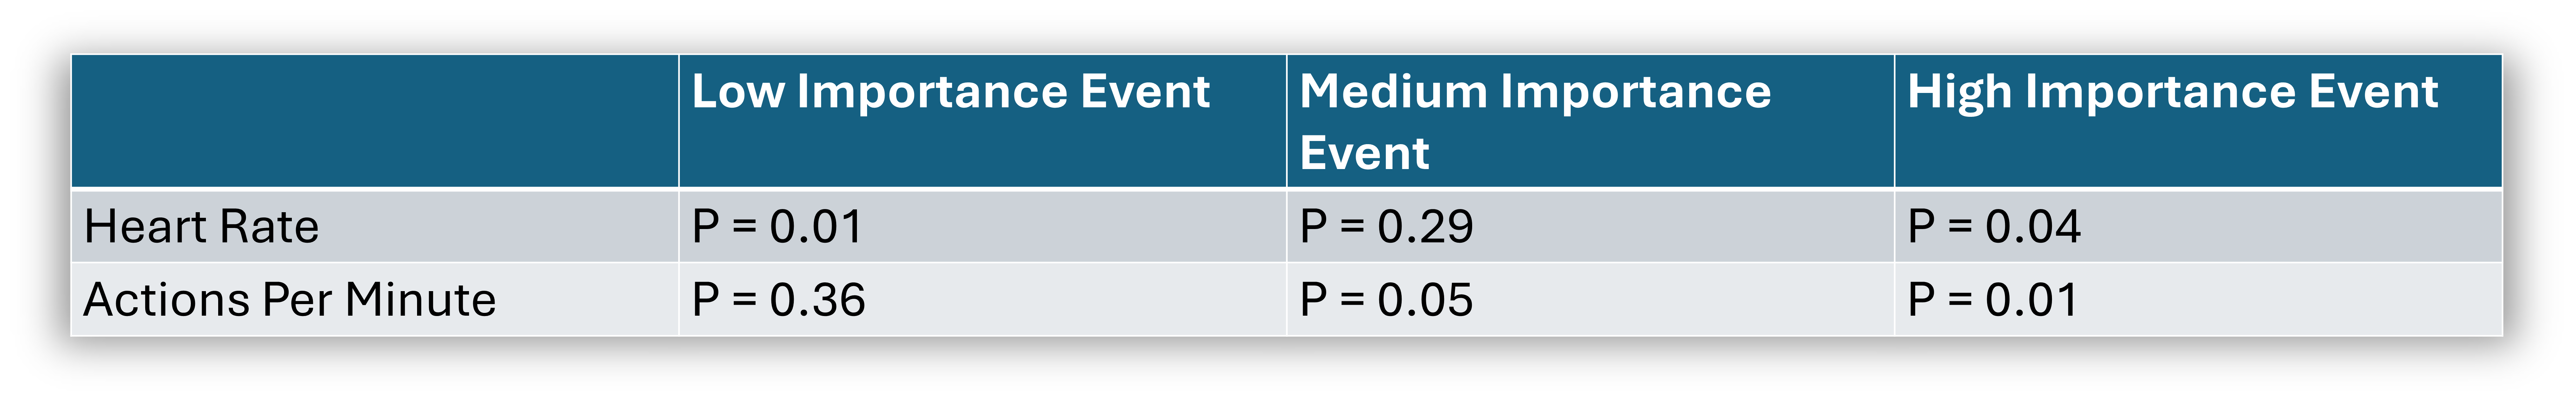 Low Importance Event Medium Importance High Importance Event
Event
Heart Rate P = 0.01 P = 0.29 P = 0.04
Actions Per Minute P = 0.36 P = 0.05 P = 0.01